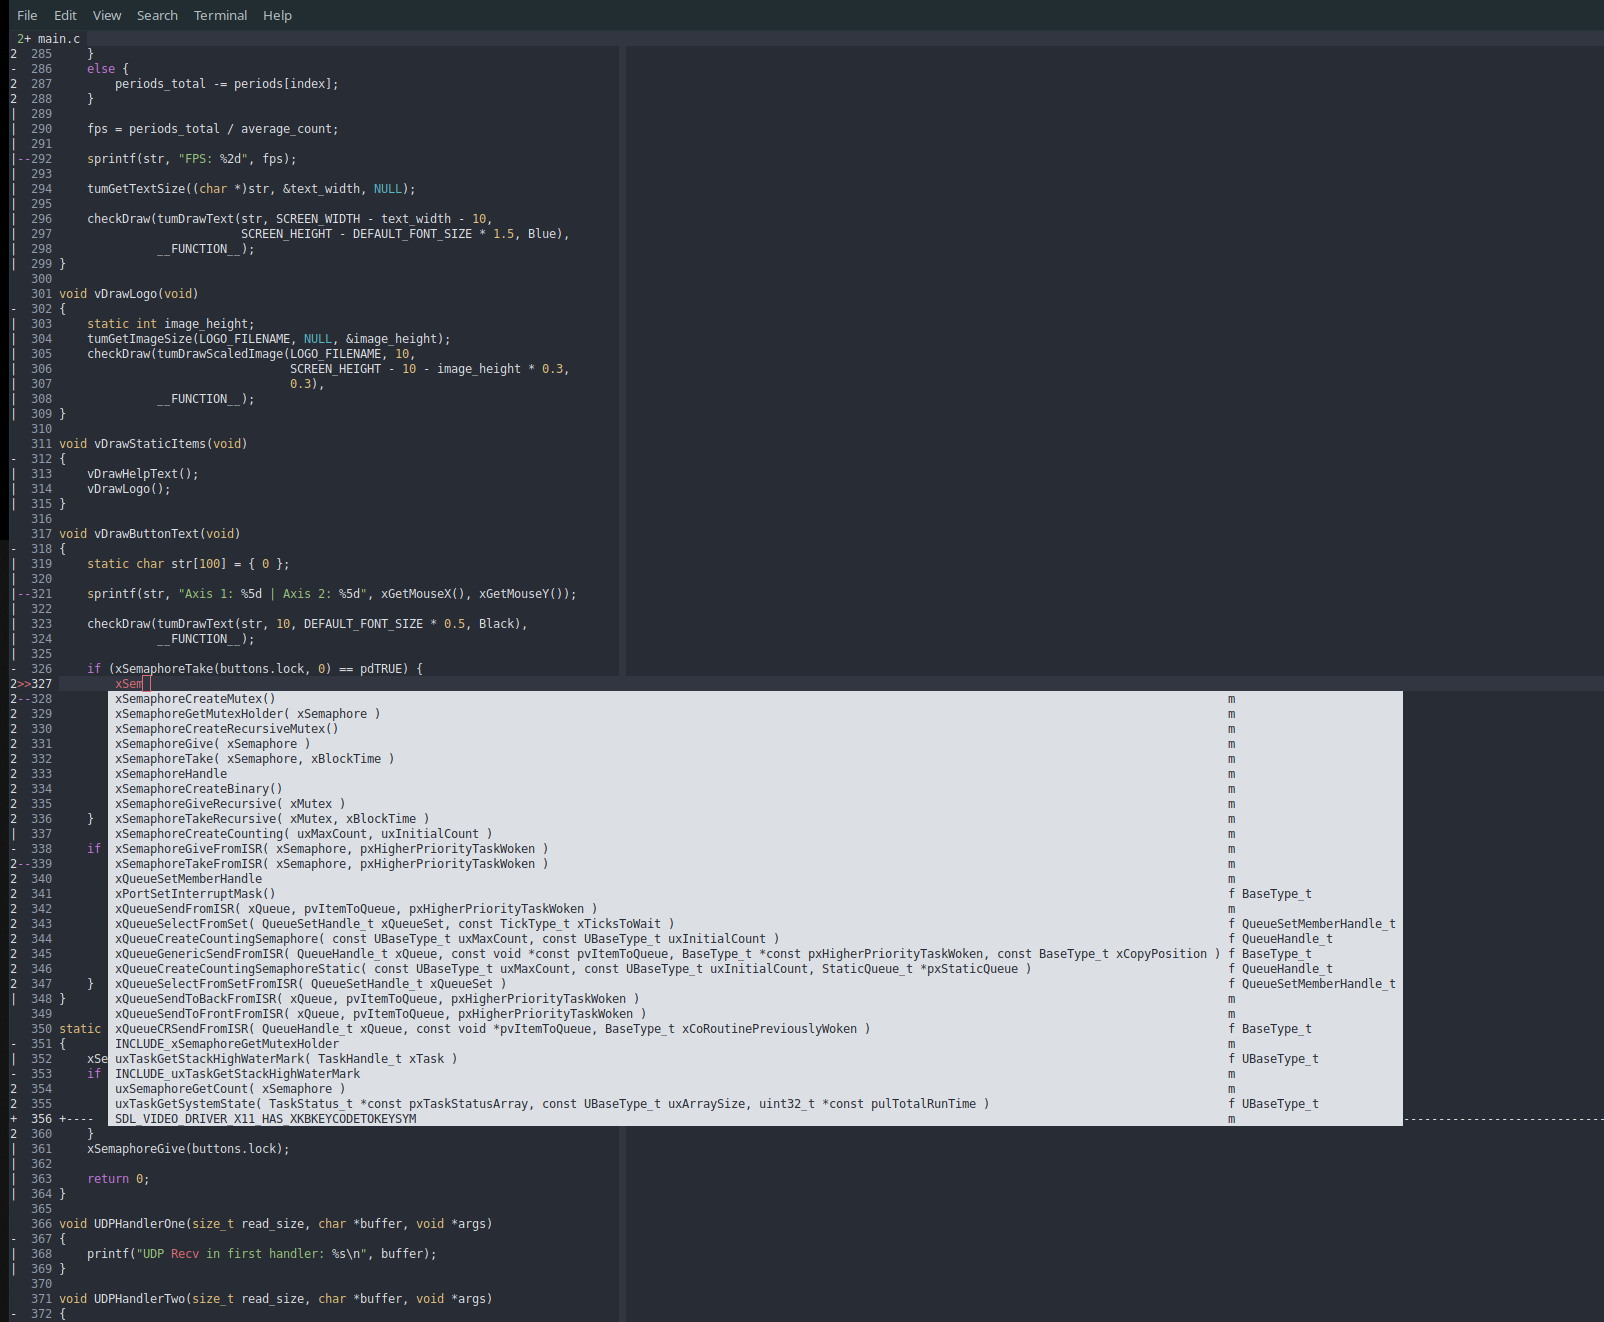 File Edit View Search Terminal Help
2+ main.c
2 285     }
- 286     else {
2 287         periods_total -= periods[index];
2 288     }
| 289
| 290     fps = periods_total / average_count;
| 291
|--292     sprintf(str, "FPS: %2d", fps);
| 293
| 294     tumGetTextSize((char *)str, &text_width, NULL);
| 295
| 296     checkDraw(tumDrawText(str, SCREEN_WIDTH - text_width - 10,
| 297                           SCREEN_HEIGHT - DEFAULT_FONT_SIZE * 1.5, Blue),
| 298               __FUNCTION__);
| 299 }
300
301 void vDrawLogo(void)
- 302 {
| 303     static int image_height;
| 304     tumGetImageSize(LOGO_FILENAME, NULL, &image_height);
| 305     checkDraw(tumDrawScaledImage(LOGO_FILENAME, 10,
| 306                                  SCREEN_HEIGHT - 10 - image_height * 0.3,
| 307                                  0.3),
| 308               __FUNCTION__);
| 309 }
310
311 void vDrawStaticItems(void)
- 312 {
| 313     vDrawHelpText();
| 314     vDrawLogo();
| 315 }
316
317 void vDrawButtonText(void)
- 318 {
| 319     static char str[100] = { 0 };
| 320
|--321     sprintf(str, "Axis 1: %5d | Axis 2: %5d", xGetMouseX(), xGetMouseY());
| 322
| 323     checkDraw(tumDrawText(str, 10, DEFAULT_FONT_SIZE * 0.5, Black),
| 324               __FUNCTION__);
| 325
- 326     if (xSemaphoreTake(buttons.lock, 0) == pdTRUE) {
2>>327         xSem
2--328 xSemaphoreCreateMutex() m
2 329 xSemaphoreGetMutexHolder( xSemaphore ) m
2 330 xSemaphoreCreateRecursiveMutex() m
2 331 xSemaphoreGive( xSemaphore ) m
2 332 xSemaphoreTake( xSemaphore, xBlockTime ) m
2 333 xSemaphoreHandle m
2 334 xSemaphoreCreateBinary() m
2 335 xSemaphoreGiveRecursive( xMutex ) m
2 336     } xSemaphoreTakeRecursive( xMutex, xBlockTime ) m
| 337 xSemaphoreCreateCounting( uxMaxCount, uxInitialCount ) m
- 338     if xSemaphoreGiveFromISR( xSemaphore, pxHigherPriorityTaskWoken ) m
2--339 xSemaphoreTakeFromISR( xSemaphore, pxHigherPriorityTaskWoken ) m
2 340 xQueueSetMemberHandle m
2 341 xPortSetInterruptMask() f BaseType_t
2 342 xQueueSendFromISR( xQueue, pvItemToQueue, pxHigherPriorityTaskWoken ) m
2 343 xQueueSelectFromSet( QueueSetHandle_t xQueueSet, const TickType_t xTicksToWait ) f QueueSetMemberHandle_t
2 344 xQueueCreateCountingSemaphore( const UBaseType_t uxMaxCount, const UBaseType_t uxInitialCount ) f QueueHandle_t
2 345 xQueueGenericSendFromISR( QueueHandle_t xQueue, const void *const pvItemToQueue, BaseType_t *const pxHigherPriorityTaskWoken, const BaseType_t xCopyPosition ) f BaseType_t
2 346 xQueueCreateCountingSemaphoreStatic( const UBaseType_t uxMaxCount, const UBaseType_t uxInitialCount, StaticQueue_t *pxStaticQueue ) f QueueHandle_t
2 347     } xQueueSelectFromSetFromISR( QueueSetHandle_t xQueueSet ) f QueueSetMemberHandle_t
| 348 } xQueueSendToBackFromISR( xQueue, pvItemToQueue, pxHigherPriorityTaskWoken ) m
349 xQueueSendToFrontFromISR( xQueue, pvItemToQueue, pxHigherPriorityTaskWoken ) m
350 static xQueueCRSendFromISR( QueueHandle_t xQueue, const void *pvItemToQueue, BaseType_t xCoRoutinePreviouslyWoken ) f BaseType_t
- 351 { INCLUDE_xSemaphoreGetMutexHolder m
| 352     xSe uxTaskGetStackHighWaterMark( TaskHandle_t xTask ) f UBaseType_t
- 353     if INCLUDE_uxTaskGetStackHighWaterMark m
2 354 uxSemaphoreGetCount( xSemaphore ) m
2 355 uxTaskGetSystemState( TaskStatus_t *const pxTaskStatusArray, const UBaseType_t uxArraySize, uint32_t *const pulTotalRunTime ) f UBaseType_t
+ 356 +---- SDL_VIDEO_DRIVER_X11_HAS_XKBKEYCODETOKEYSYM m ----------------------------
2 360     }
| 361     xSemaphoreGive(buttons.lock);
| 362
| 363     return 0;
| 364 }
365
366 void UDPHandlerOne(size_t read_size, char *buffer, void *args)
- 367 {
| 368     printf("UDP Recv in first handler: %s\n", buffer);
| 369 }
370
371 void UDPHandlerTwo(size_t read_size, char *buffer, void *args)
- 372 {